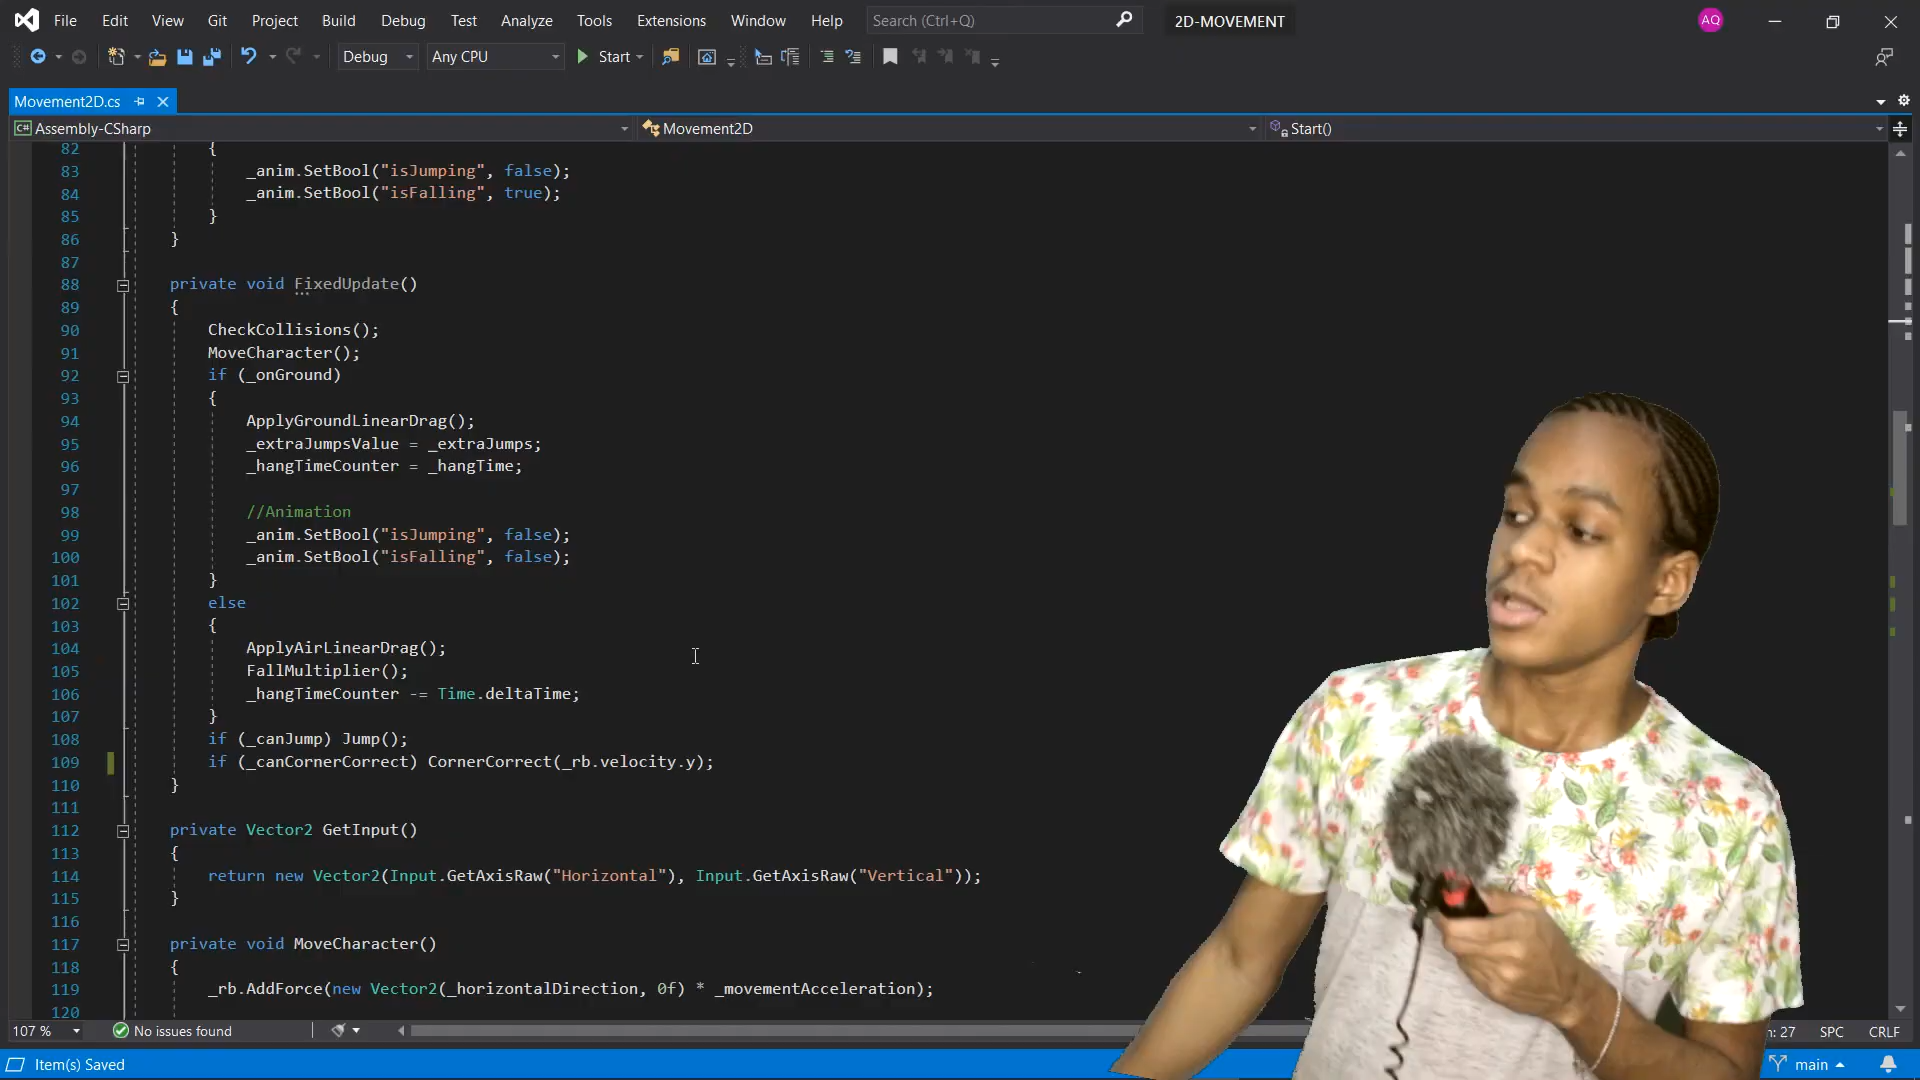 File Edit View Git Project Build Debug Test Analyze Tools Extensions Window Help Search (Ctrl+Q) 2D-MOVEMENT AQ
Debug Any CPU Start
Movement2D.cs
C# Assembly-CSharp Movement2D Start()
82 {
83 _anim.SetBool("isJumping", false);
84 _anim.SetBool("isFalling", true);
85 }
86 }
87
88 private void FixedUpdate()
89 {
90 CheckCollisions();
91 MoveCharacter();
92 if (_onGround)
93 {
94 ApplyGroundLinearDrag();
95 _extraJumpsValue = _extraJumps;
96 _hangTimeCounter = _hangTime;
97
98 //Animation
99 _anim.SetBool("isJumping", false);
100 _anim.SetBool("isFalling", false);
101 }
102 else
103 {
104 ApplyAirLinearDrag();
105 FallMultiplier();
106 _hangTimeCounter -= Time.deltaTime;
107 }
108 if (_canJump) Jump();
109 if (_canCornerCorrect) CornerCorrect(_rb.velocity.y);
110 }
111
112 private Vector2 GetInput()
113 {
114 return new Vector2(Input.GetAxisRaw("Horizontal"), Input.GetAxisRaw("Vertical"));
115 }
116
117 private void MoveCharacter()
118 {
119 _rb.AddForce(new Vector2(_horizontalDirection, 0f) * _movementAcceleration);
120
107 % No issues found : 27 SPC CRLF
Item(s) Saved main